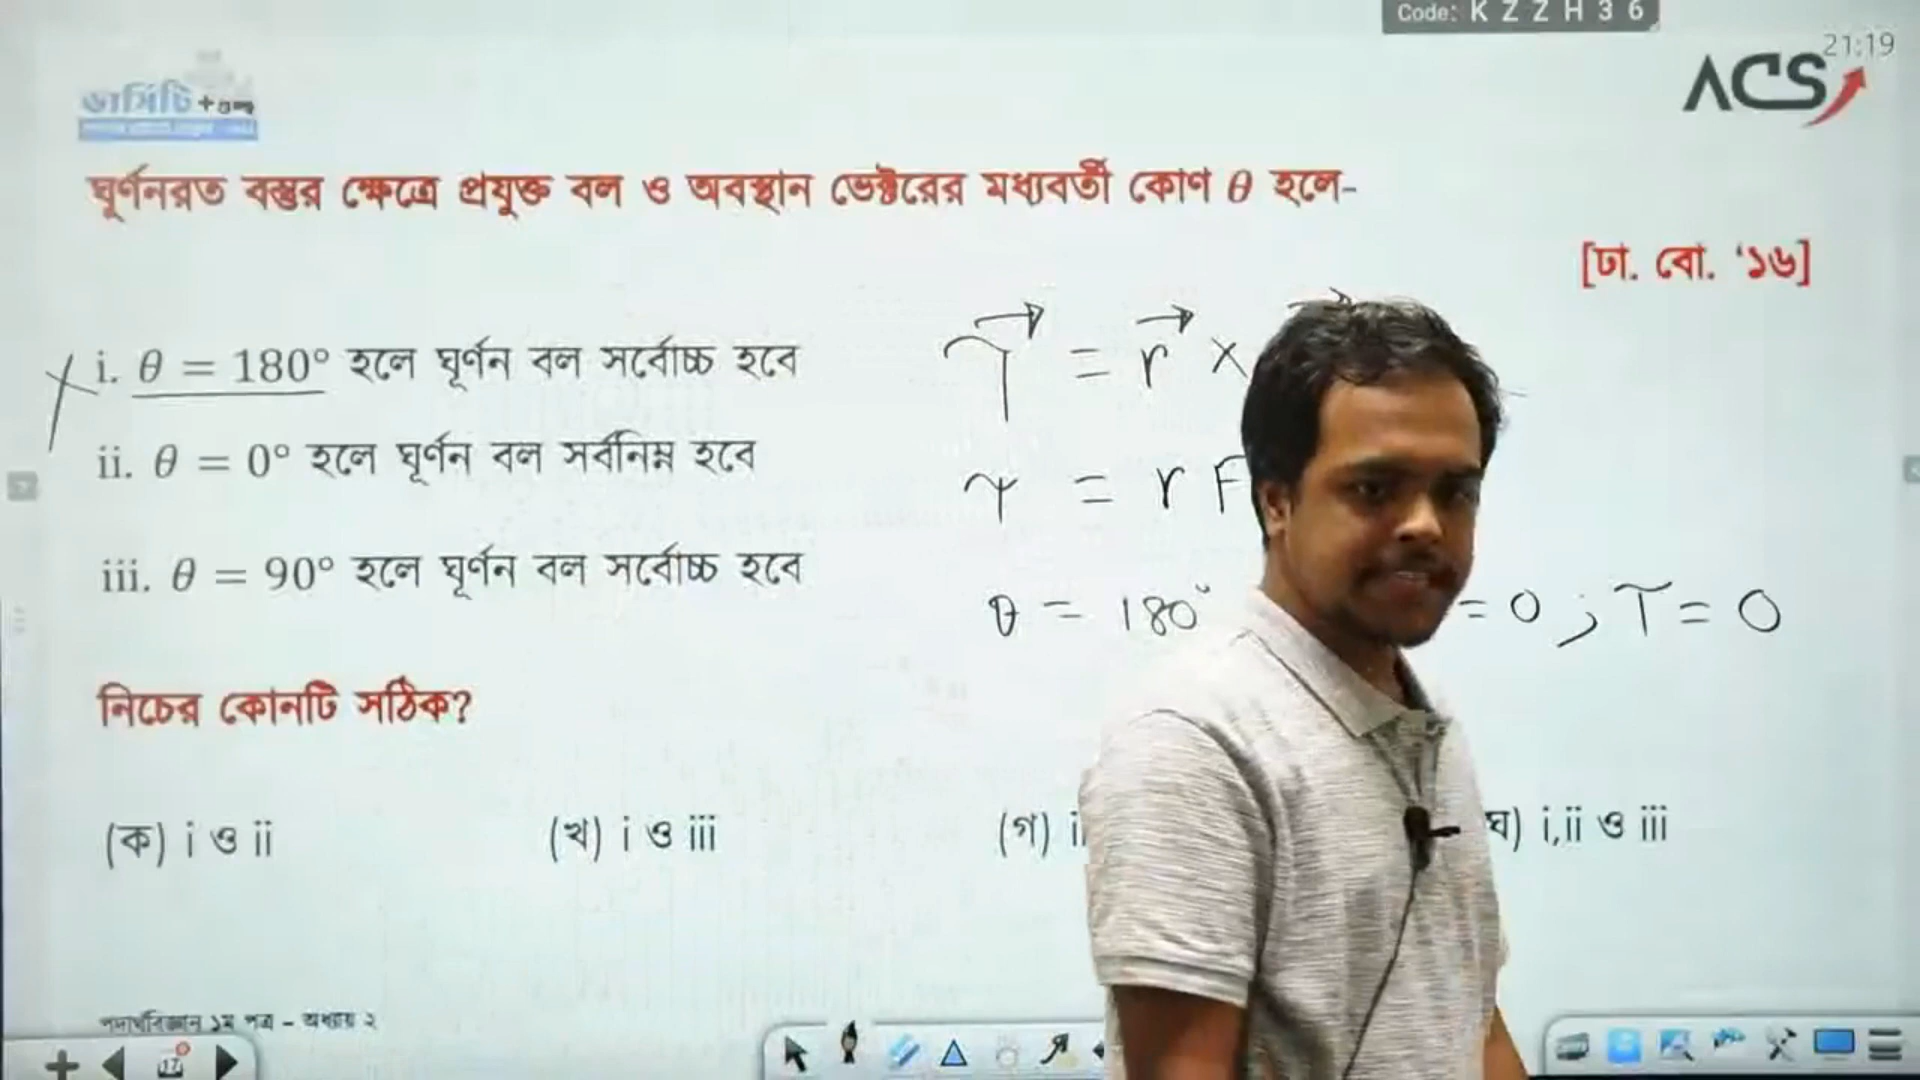 Code: K Z Z H 3 6
21:19
ACS
ভার্সিটি +
ঘূর্ণনরত বস্তুর ক্ষেত্রে প্রযুক্ত বল ও অবস্থান ভেক্টরের মধ্যবর্তী কোণ θ হলে-
[ঢা. বো. ‘১৬]
i. θ = 180° হলে ঘূর্ণন বল সর্বোচ্চ হবে
ii. θ = 0° হলে ঘূর্ণন বল সর্বনিম্ন হবে
iii. θ = 90° হলে ঘূর্ণন বল সর্বোচ্চ হবে
τ = r ×
τ = r F
θ = 180° = 0 ; τ = 0
নিচের কোনটি সঠিক?
(ক) i ও ii
(খ) i ও iii
(গ) i
ঘ) i,ii ও iii
পদার্থবিজ্ঞান ১ম পত্র – অধ্যায় ২
17